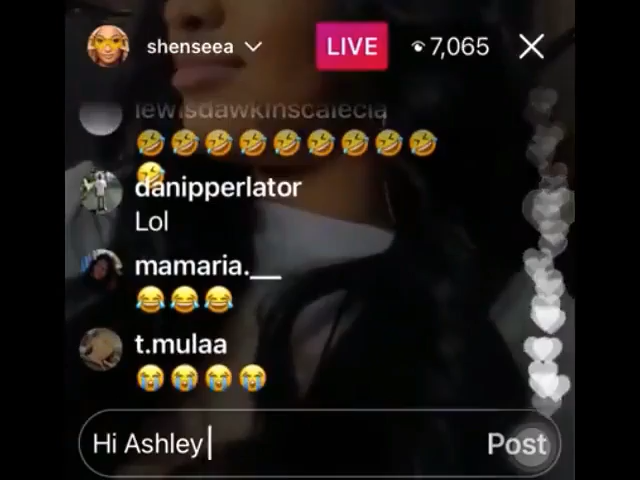 shenseea
LIVE
7,065
lewisdawkinscalecia
🤣🤣🤣🤣🤣🤣🤣🤣🤣
🤣
danipperlator
Lol
mamaria.__
😂😂😂
t.mulaa
😭😭😭😭
Hi Ashley
Post